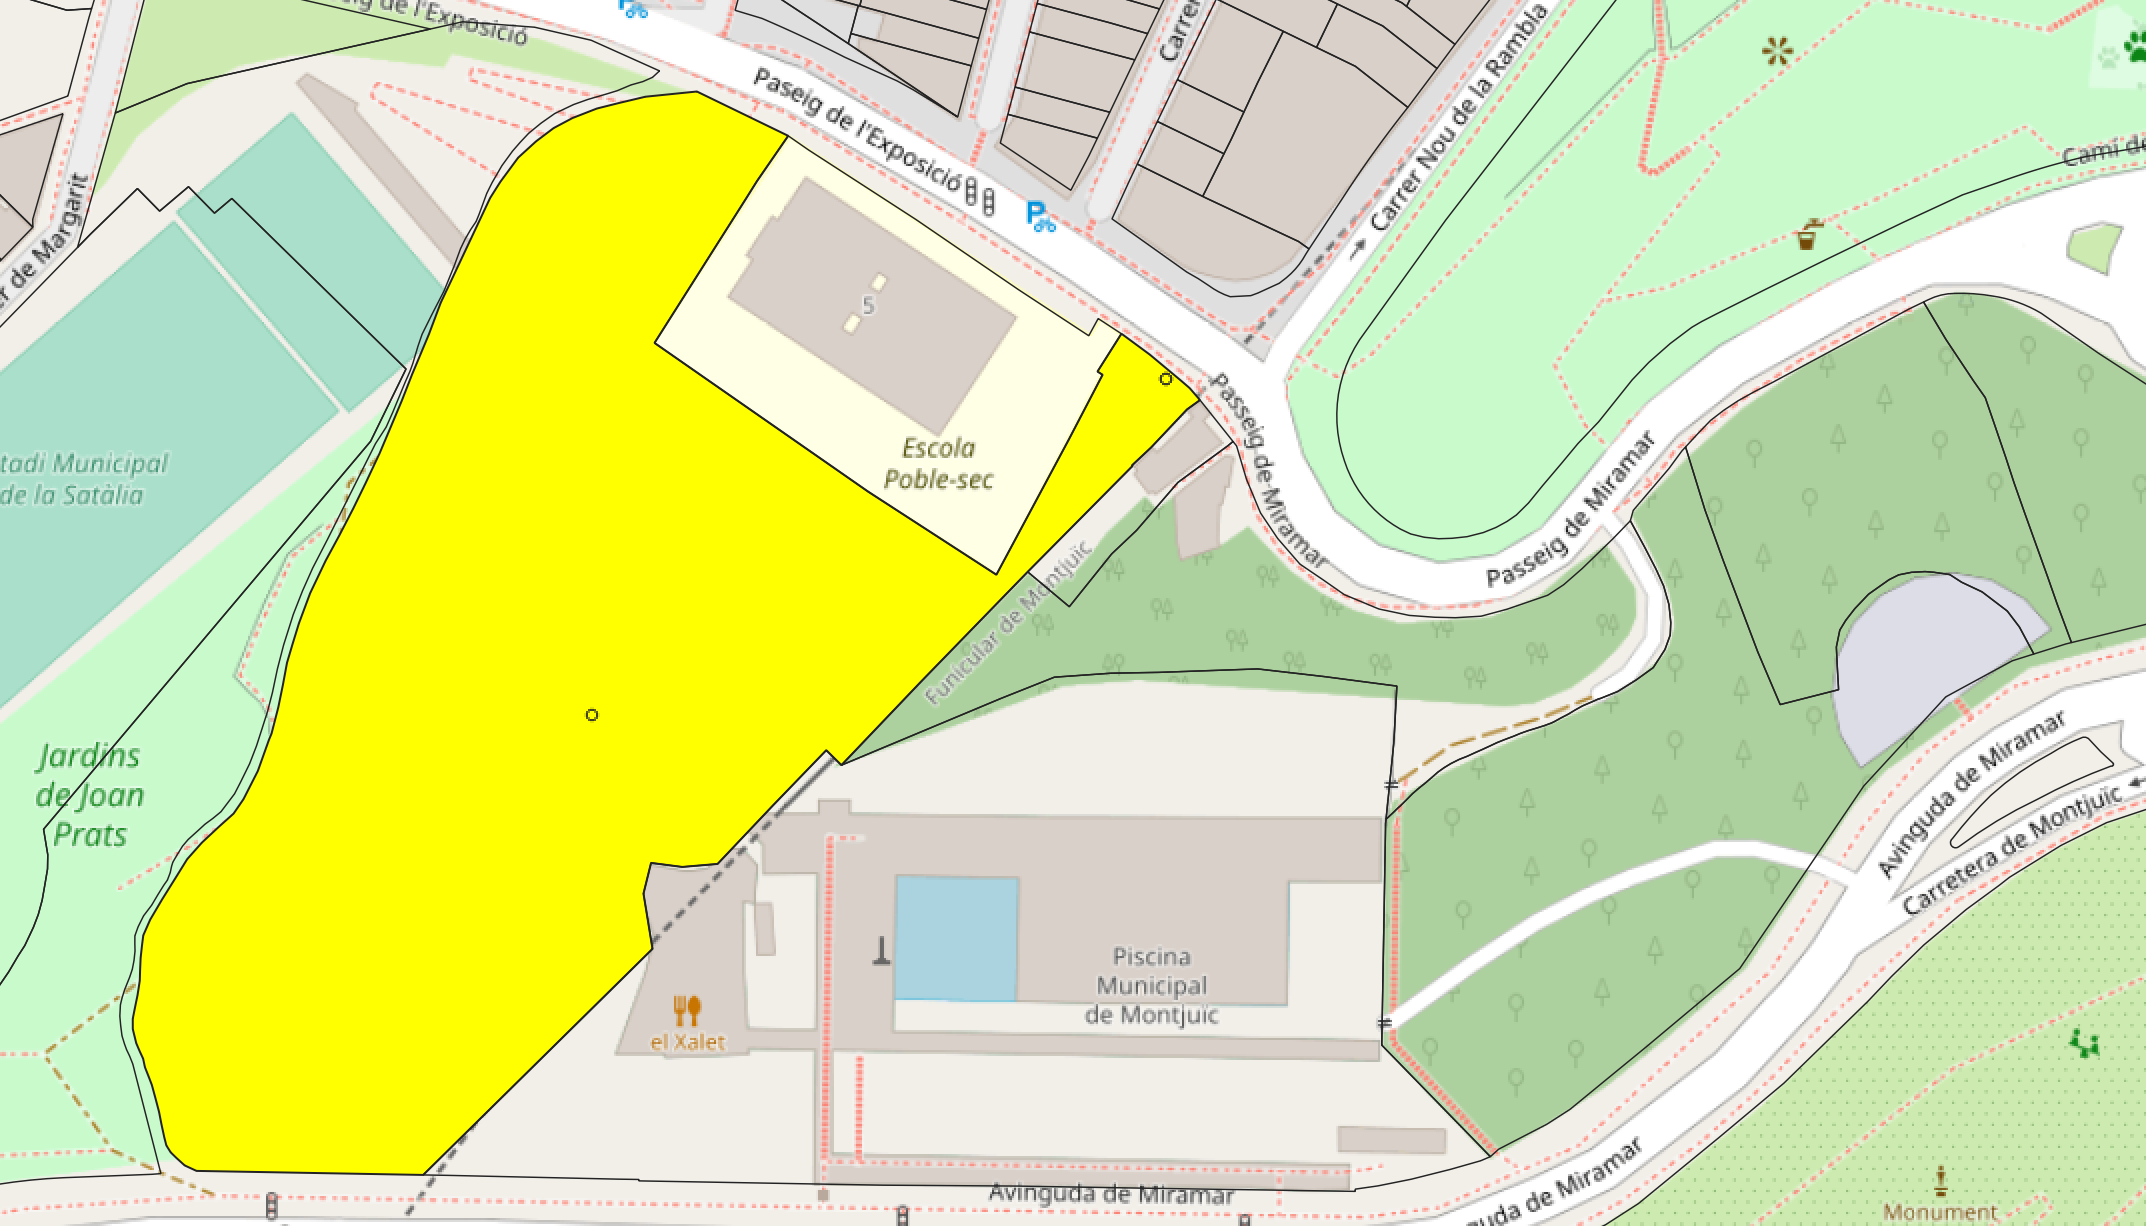 eig de l'Exposició
Paseig de l'Exposició
Carrer
Carrer Nou de la Rambla
Camí de
er de Margarit
5
Escola
Poble-sec
Passeig de Miramar
Passeig de Miramar
tadi Municipal
de la Satàlia
Funicular de Montjuïc
Jardins
de Joan
Prats
Avinguda de Miramar
Carretera de Montjuïc
Piscina
Municipal
de Montjuïc
el Xalet
Avinguda de Miramar
guda de Miramar
Monument